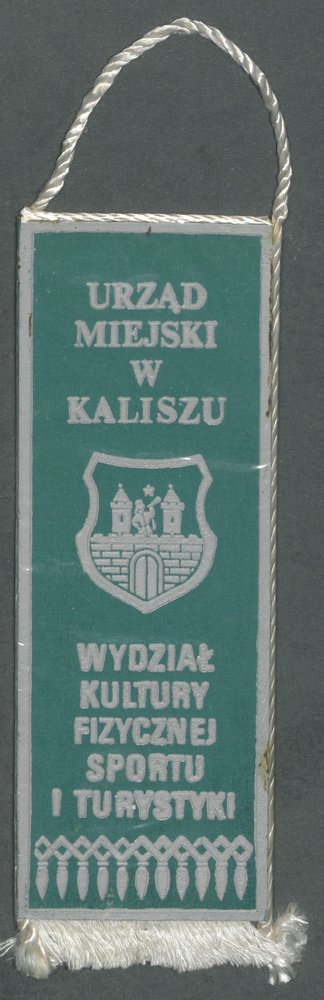 URZĄD
MIEJSKI
W
KALISZU
WYDZIAŁ
KULTURY
FIZYCZNEJ
SPORTU
I TURYSTYKI